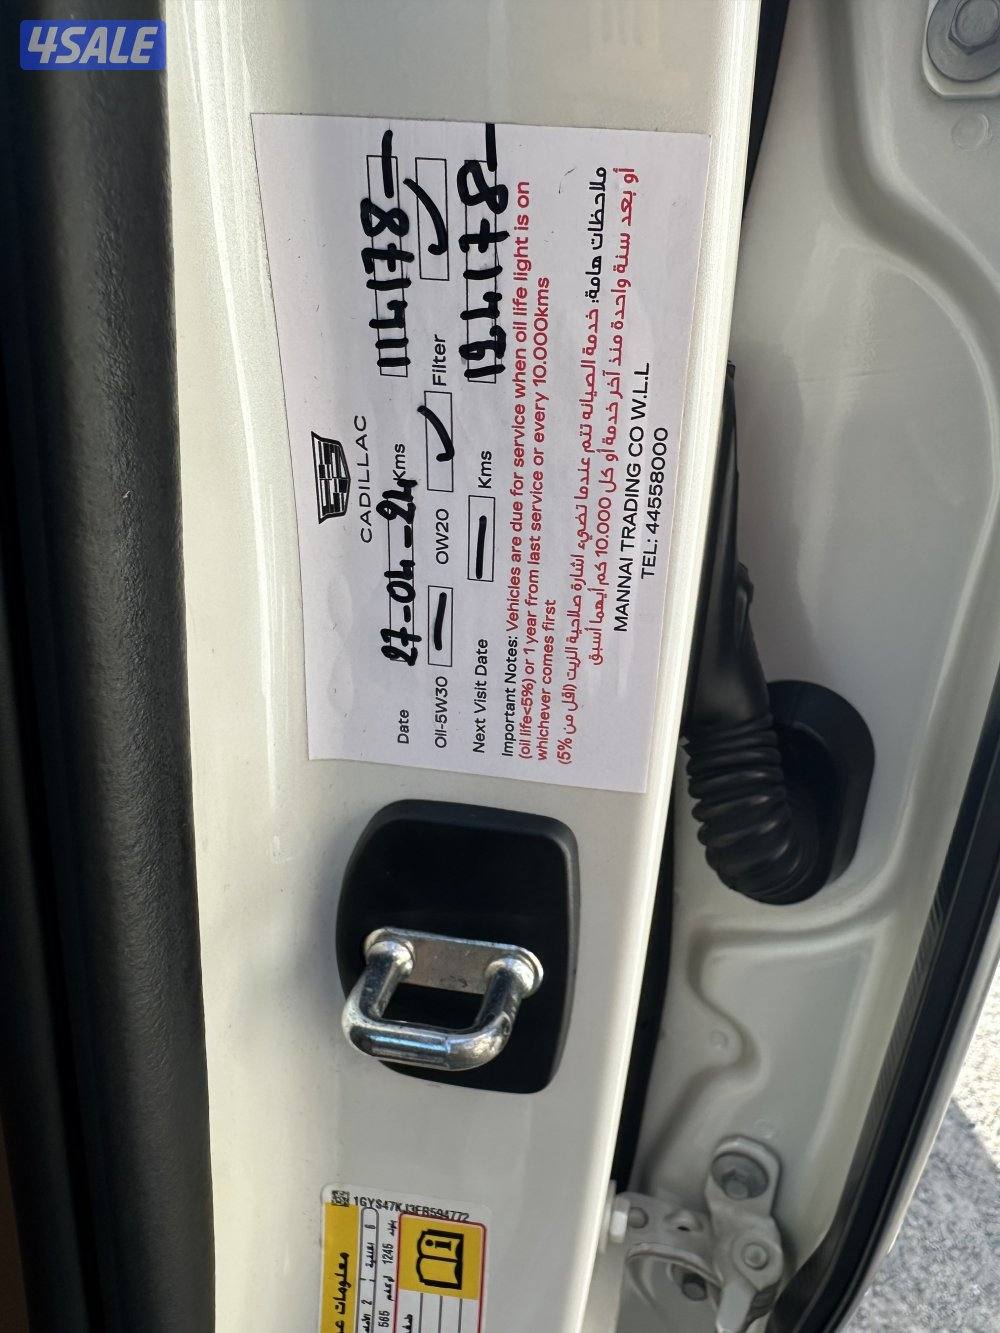 4SALE
CADILLAC
Date 27-04-24 Kms 114178
Oil-5W30 — 0W20 ✓ Filter ✓
Next Visit Date — Kms 124178
Important Notes: Vehicles are due for service when oil life light is on
(oil life<5%) or 1 year from last service or every 10.000kms
whichever comes first
ملاحظات هامة: خدمة الصيانه تتم عندما تضيء اشارة صلاحية الزيت (اقل من 5%)
أو بعد سنة واحدة منذ آخر خدمة أو كل 10.000 كم أيهما أسبق
MANNAI TRADING CO W.L.L
TEL: 44558000
1GYS47KJ3FR594772